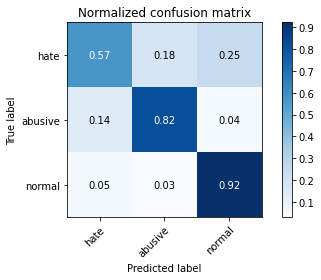 Normalized confusion matrix
hate 0.57 0.18 0.25
abusive 0.14 0.82 0.04
normal 0.05 0.03 0.92
hate abusive normal
True label
Predicted label
0.9
0.8
0.7
0.6
0.5
0.4
0.3
0.2
0.1